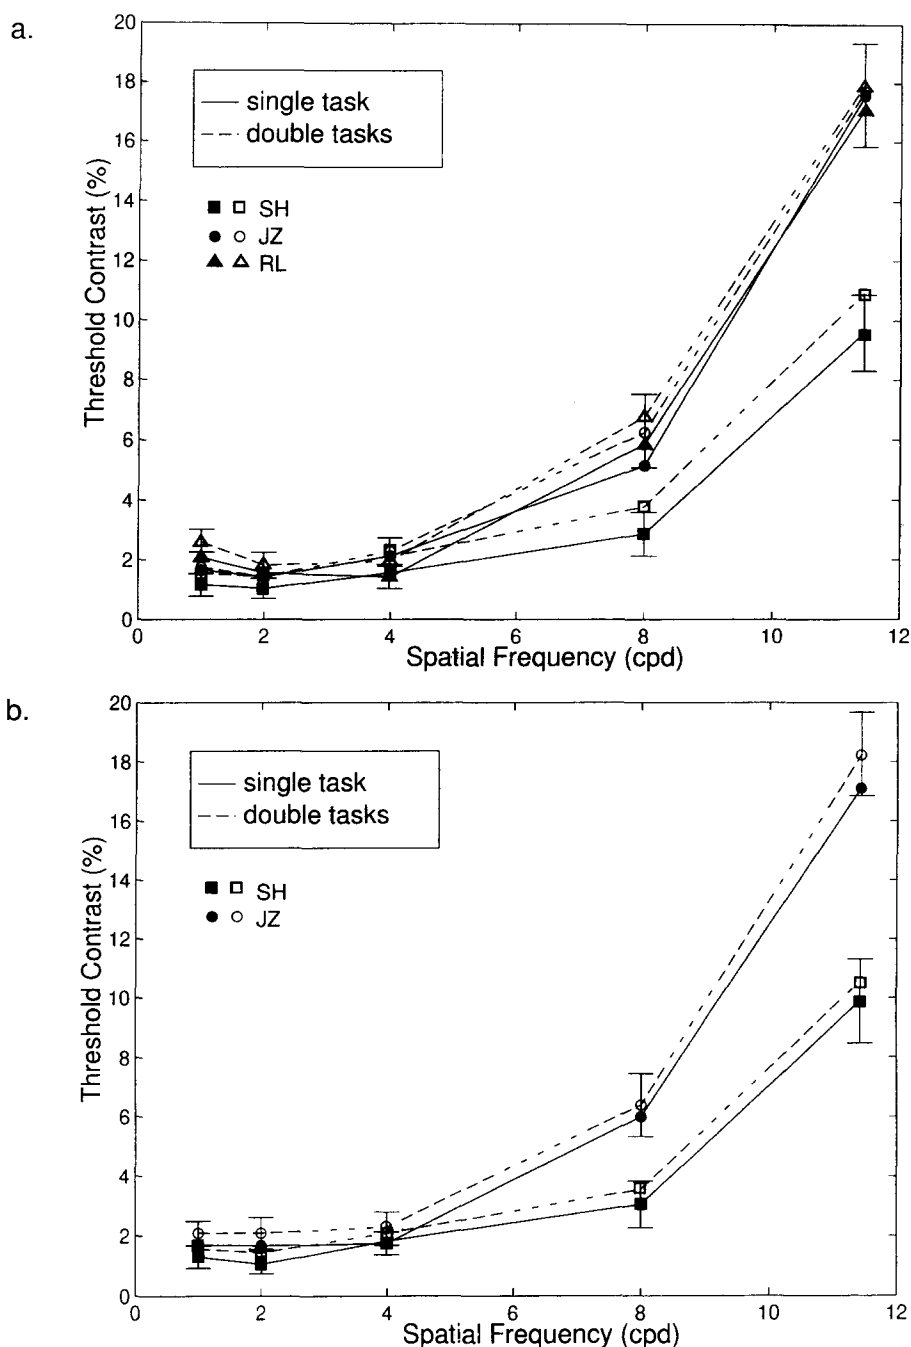 a.
20
18
16
14
12
10
8
6
4
2
0
Threshold Contrast (%)
single task
double tasks
SH
JZ
RL
0 2 4 6 8 10 12
Spatial Frequency (cpd)
b.
20
18
16
14
12
10
8
6
4
2
0
Threshold Contrast (%)
single task
double tasks
SH
JZ
0 2 4 6 8 10 12
Spatial Frequency (cpd)